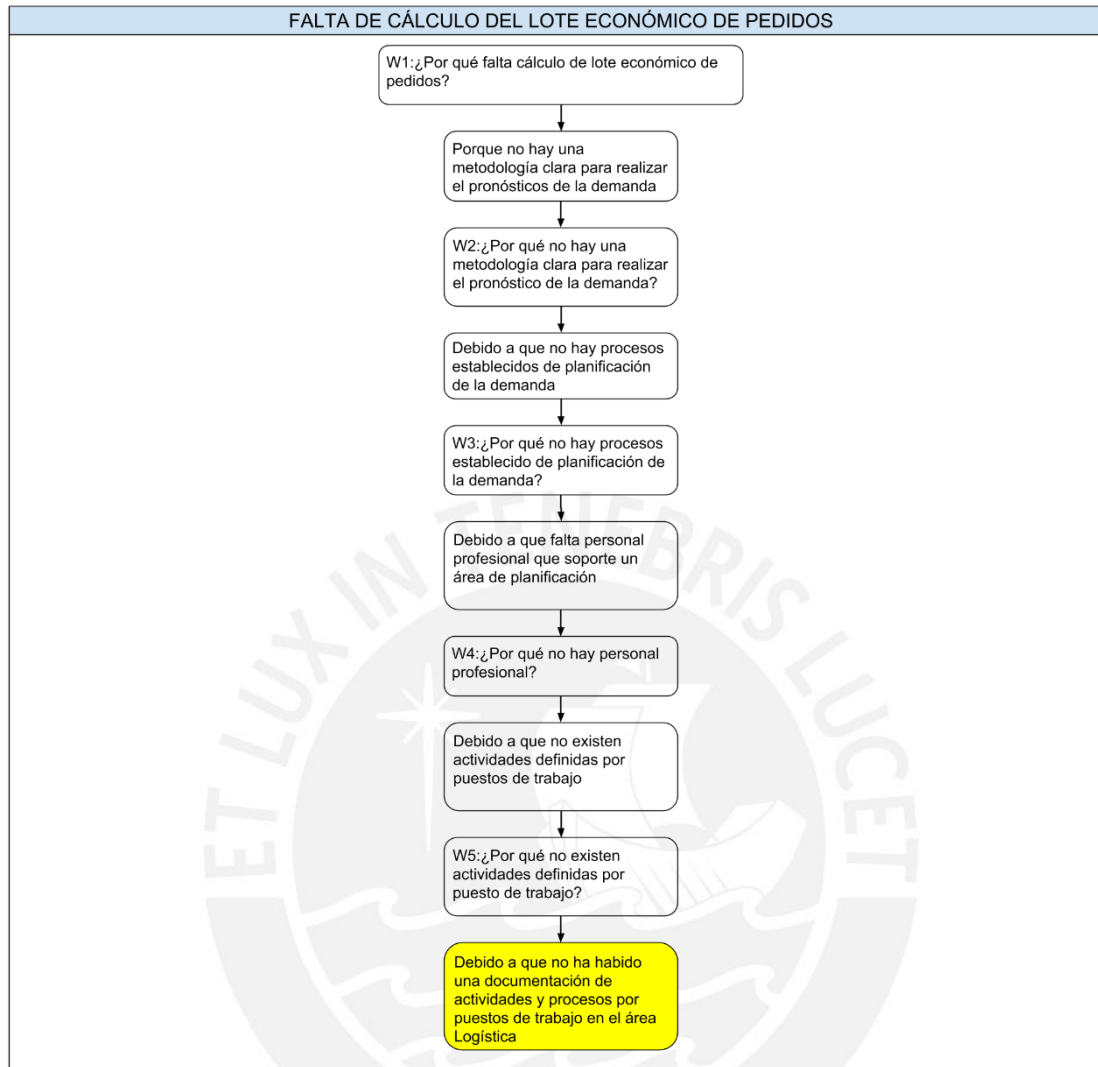 FALTA DE CÁLCULO DEL LOTE ECONÓMICO DE PEDIDOS
W1:¿Por qué falta cálculo de lote económico de
pedidos?
Porque no hay una
metodología clara para realizar
el pronósticos de la demanda
W2:¿Por qué no hay una
metodología clara para realizar
el pronóstico de la demanda?
Debido a que no hay procesos
establecidos de planificación
de la demanda
W3:¿Por qué no hay procesos
establecido de planificación de
la demanda?
Debido a que falta personal
profesional que soporte un
área de planificación
W4:¿Por qué no hay personal
profesional?
Debido a que no existen
actividades definidas por
puestos de trabajo
W5:¿Por qué no existen
actividades definidas por
puesto de trabajo?
Debido a que no ha habido
una documentación de
actividades y procesos por
puestos de trabajo en el área
Logística
ET LUX IN TENEBRIS LUCET